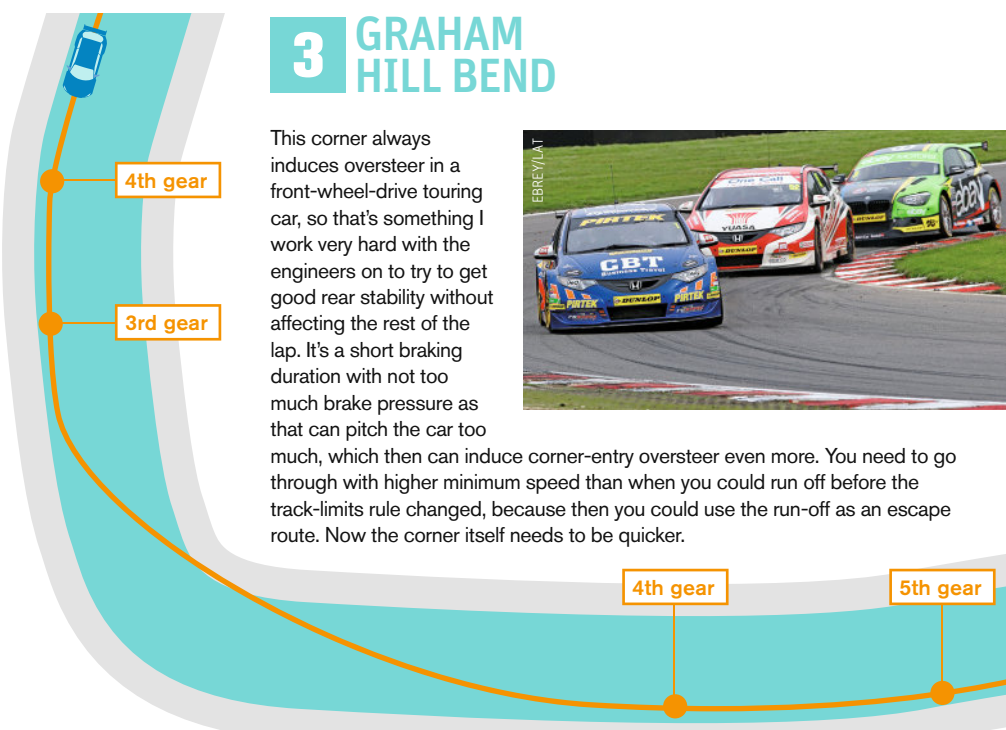 3
GRAHAM
HILL BEND
This corner always
induces oversteer in a
front-wheel-drive touring
car, so that's something I
work very hard with the
engineers on to try to get
good rear stability without
affecting the rest of the
lap. It's a short braking
duration with not too
much brake pressure as
that can pitch the car too
much, which then can induce corner-entry oversteer even more. You need to go
through with higher minimum speed than when you could run off before the
track-limits rule changed, because then you could use the run-off as an escape
route. Now the corner itself needs to be quicker.
4th gear
3rd gear
4th gear
5th gear
EBREY/LAT
PIRTEK
CBT
Business Travel
DUNLOP
PIRTEK
PIRTEK
One Call
YUASA
DUNLOP
DUNLOP
ebay